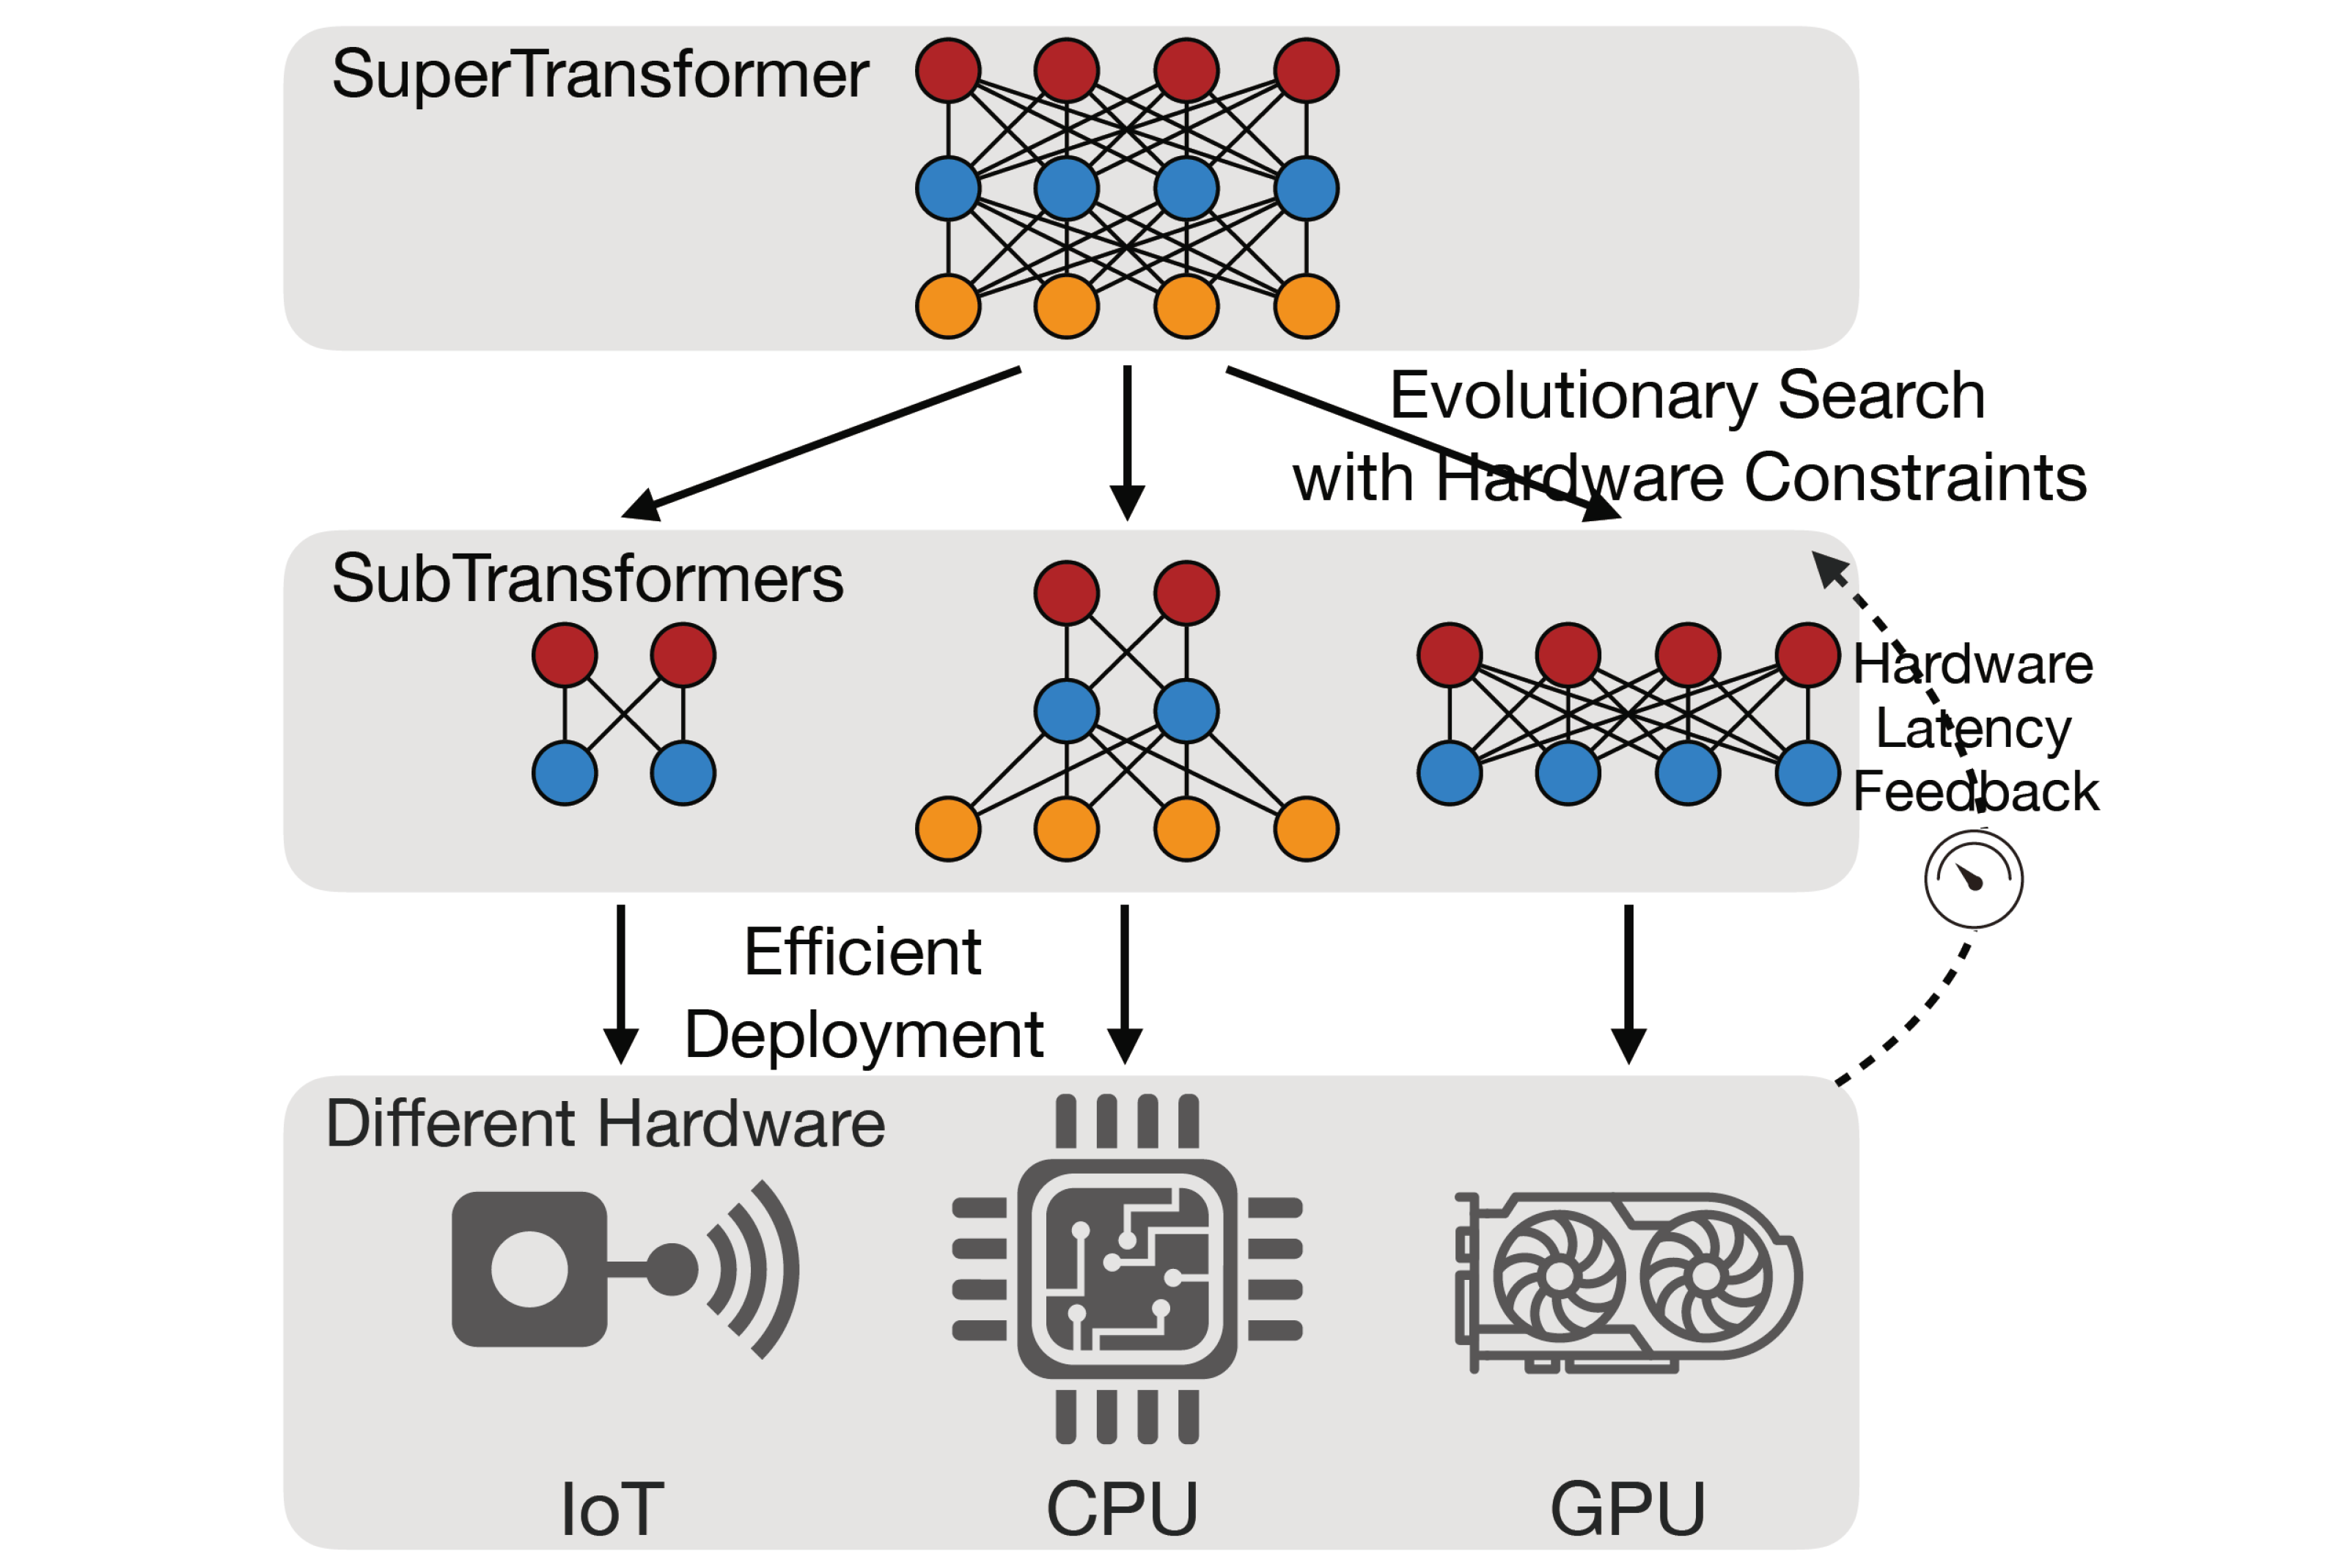 SuperTransformer
Evolutionary Search
with Hardware Constraints
SubTransformers
Hardware
Latency
Feedback
Efficient
Deployment
Different Hardware
IoT
CPU
GPU